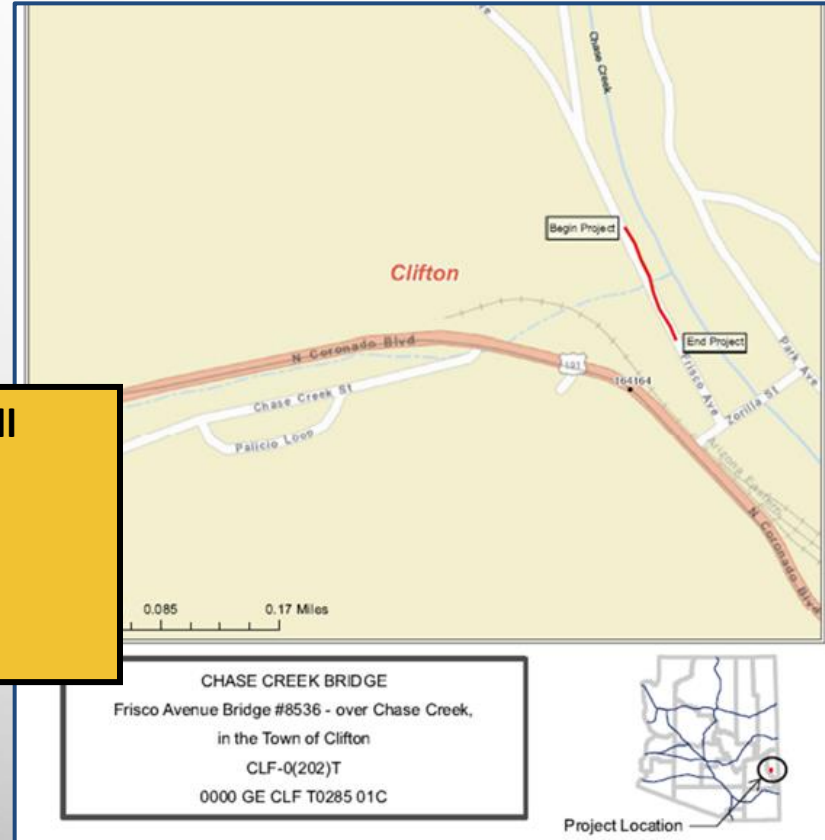 Chase Creek
Begin Project
Clifton
End Project
N Coronado Blvd
191
164164
Frisco Ave
Park Ave
Zorilla St
Chase Creek St
Palicio Loop
Arizona Eastern
N Coronado Blvd
0.085 0.17 Miles
CHASE CREEK BRIDGE
Frisco Avenue Bridge #8536 - over Chase Creek,
in the Town of Clifton
CLF-0(202)T
0000 GE CLF T0285 01C
Project Location